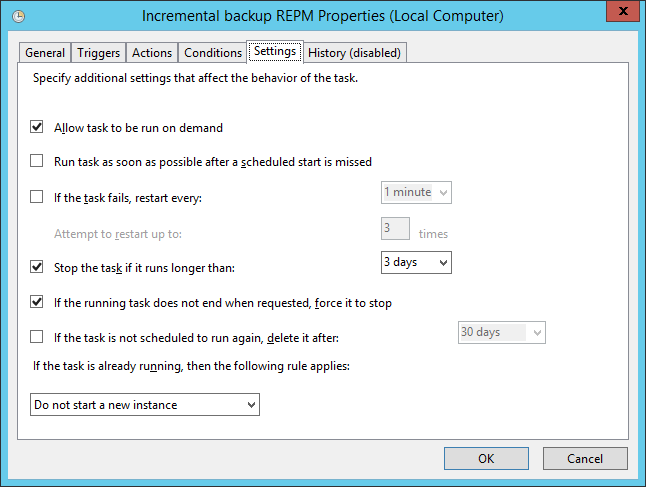 Incremental backup REPM Properties (Local Computer)
x
General Triggers Actions Conditions Settings History (disabled)
Specify additional settings that affect the behavior of the task.
Allow task to be run on demand
Run task as soon as possible after a scheduled start is missed
If the task fails, restart every: 1 minute
Attempt to restart up to: 3 times
Stop the task if it runs longer than: 3 days
If the running task does not end when requested, force it to stop
If the task is not scheduled to run again, delete it after: 30 days
If the task is already running, then the following rule applies:
Do not start a new instance
OK Cancel